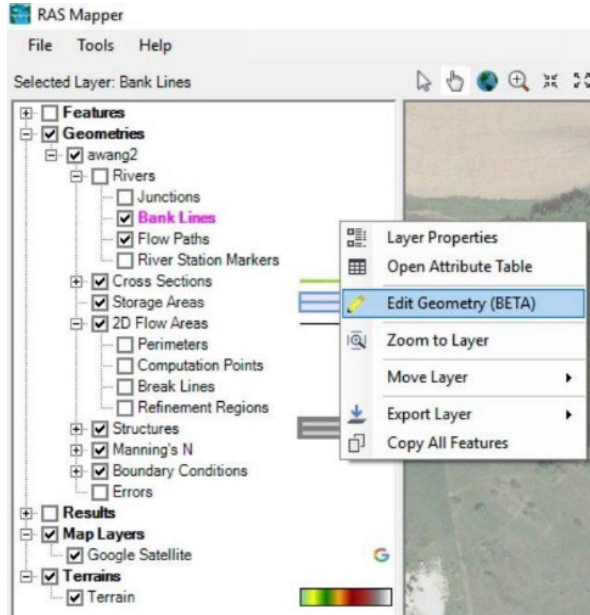 RAS Mapper
File Tools Help
Selected Layer: Bank Lines
Features
Geometries
awang2
Rivers
Junctions
Bank Lines
Flow Paths
River Station Markers
Cross Sections
Storage Areas
2D Flow Areas
Perimeters
Computation Points
Break Lines
Refinement Regions
Structures
Manning's N
Boundary Conditions
Errors
Results
Map Layers
Google Satellite
G
Terrains
Terrain
Layer Properties
Open Attribute Table
Edit Geometry (BETA)
Zoom to Layer
Move Layer
Export Layer
Copy All Features